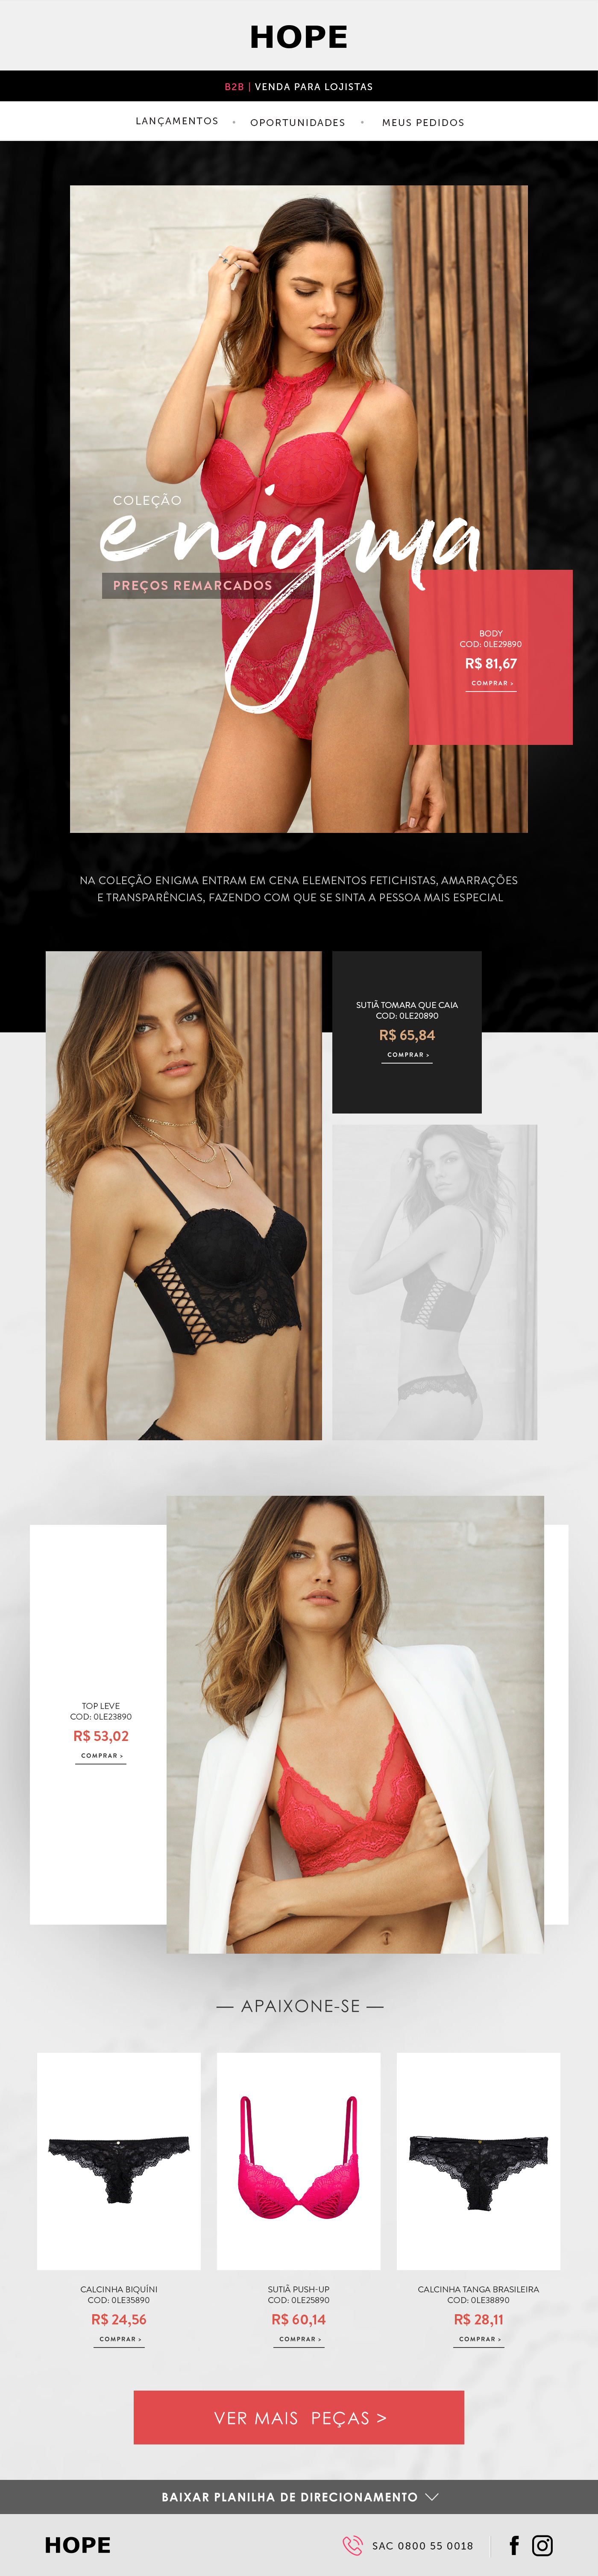 HOPE
B2B | VENDA PARA LOJISTAS
LANÇAMENTOS • OPORTUNIDADES • MEUS PEDIDOS
COLEÇÃO
enigma
PREÇOS REMARCADOS
BODY
COD: 0LE29890
R$ 81,67
COMPRAR >
NA COLEÇÃO ENIGMA ENTRAM EM CENA ELEMENTOS FETICHISTAS, AMARRAÇÕES
E TRANSPARÊNCIAS, FAZENDO COM QUE SE SINTA A PESSOA MAIS ESPECIAL
SUTIÃ TOMARA QUE CAIA
COD: 0LE20890
R$ 65,84
COMPRAR >
TOP LEVE
COD: 0LE23890
R$ 53,02
COMPRAR >
— APAIXONE-SE —
CALCINHA BIQUÍNI
COD: 0LE35890
R$ 24,56
COMPRAR >
SUTIÃ PUSH-UP
COD: 0LE25890
R$ 60,14
COMPRAR >
CALCINHA TANGA BRASILEIRA
COD: 0LE38890
R$ 28,11
COMPRAR >
VER MAIS PEÇAS >
BAIXAR PLANILHA DE DIRECIONAMENTO
HOPE
SAC 0800 55 0018